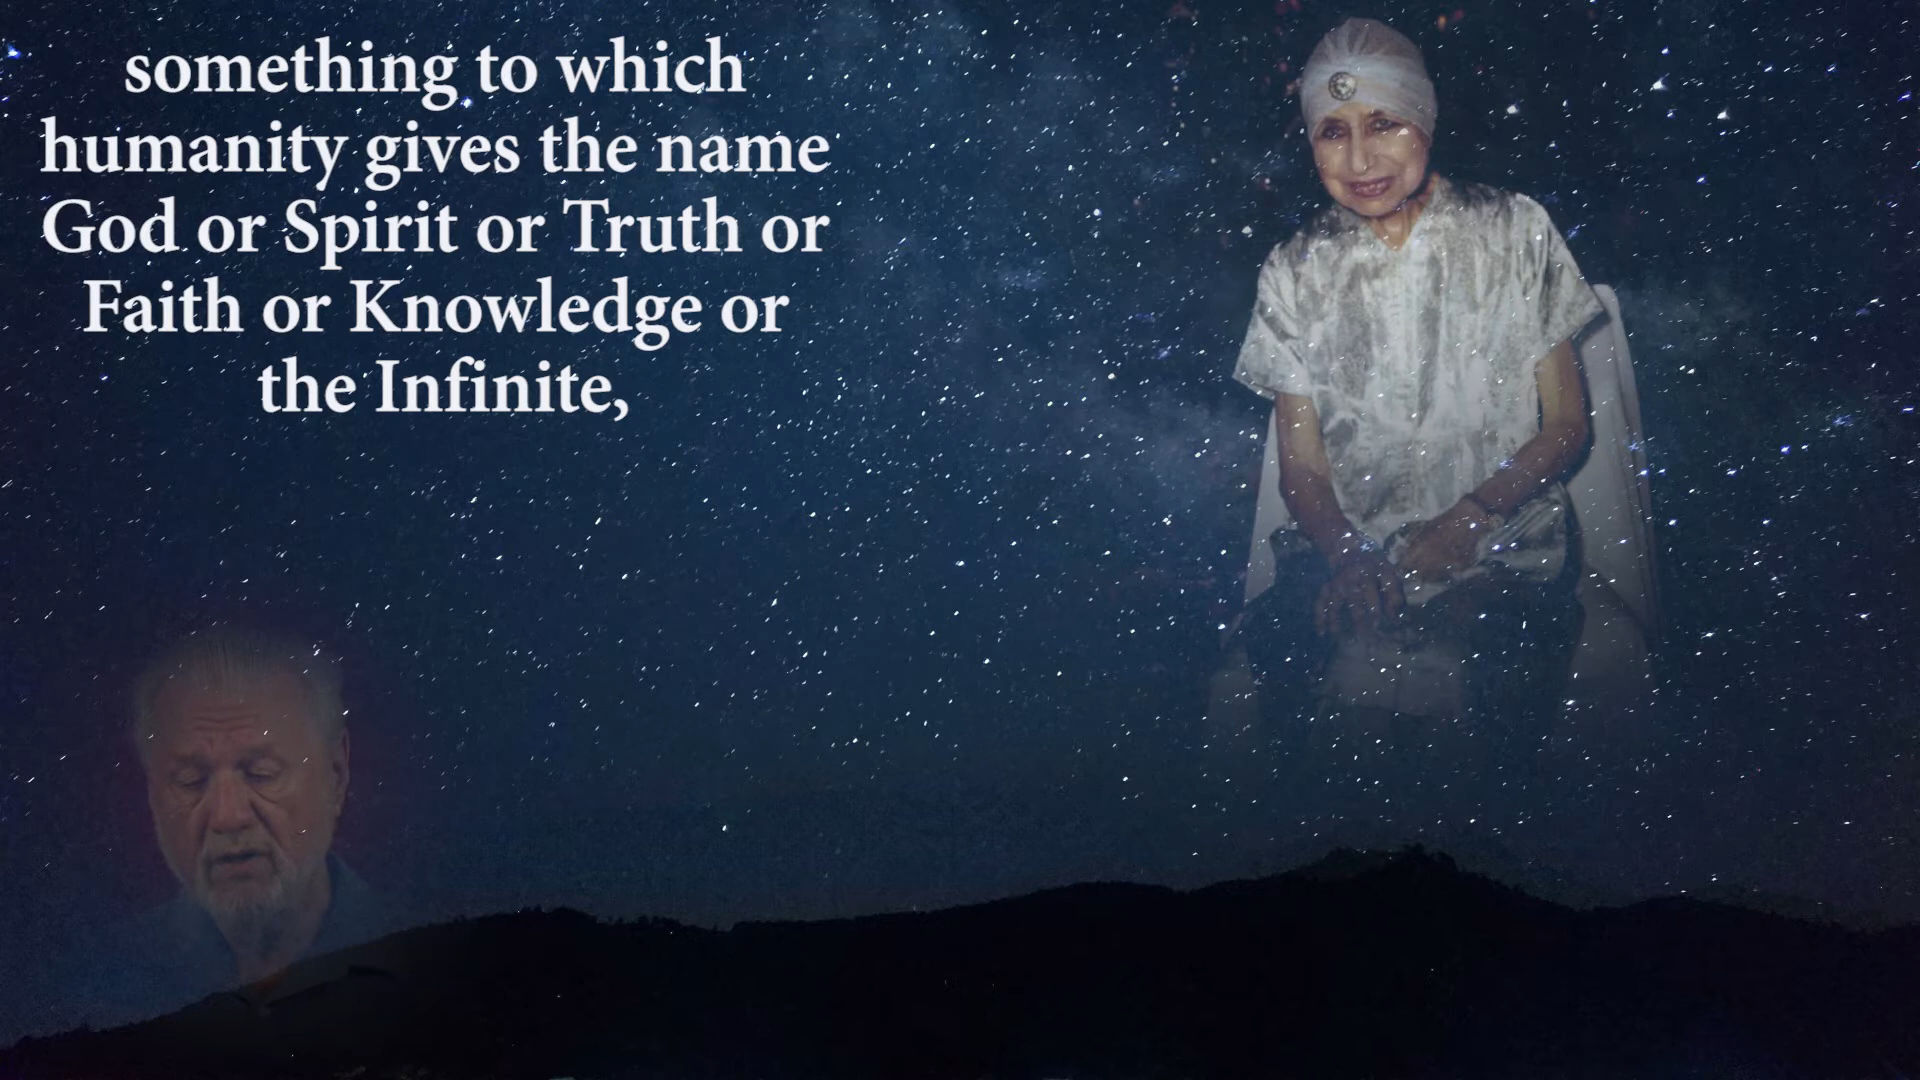 something to which
humanity gives the name
God or Spirit or Truth or
Faith or Knowledge or
the Infinite,